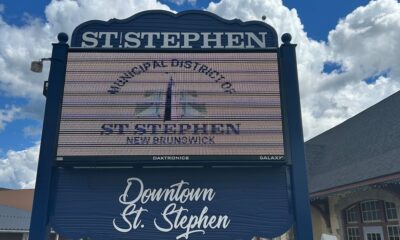 ST. STEPHEN
MUNICIPAL DISTRICT OF
ST. STEPHEN
NEW BRUNSWICK
DAKTRONICS GALAXY
Downtown
St. Stephen